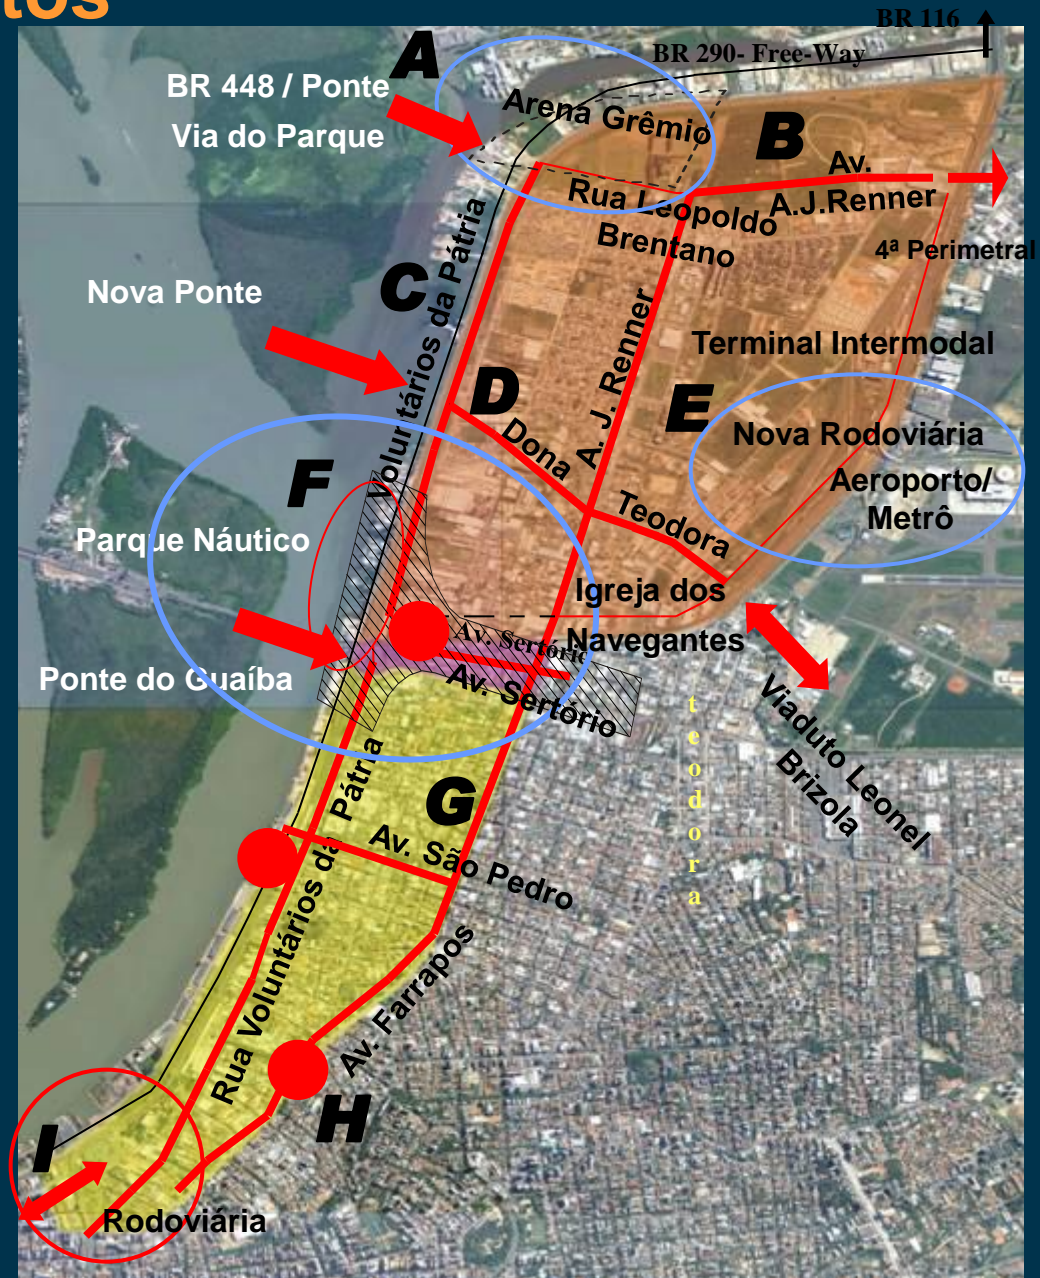 tos
BR 116
BR 290- Free-Way
A
BR 448 / Ponte
Via do Parque
Arena Grêmio
B
Av.
A.J.Renner
Rua Leopoldo
Brentano
4ª Perimetral
C
Voluntários da Pátria
Nova Ponte
A. J. Renner
Terminal Intermodal
D
E
Dona
Teodora
Nova Rodoviária
Aeroporto/
Metrô
F
Parque Náutico
Igreja dos
Navegantes
Av. Sertório
Av. Sertório
Ponte do Guaíba
teodora
Viaduto Leonel
Brizola
G
Av. São Pedro
Rua Voluntários da Pátria
Av. Farrapos
H
I
Rodoviária